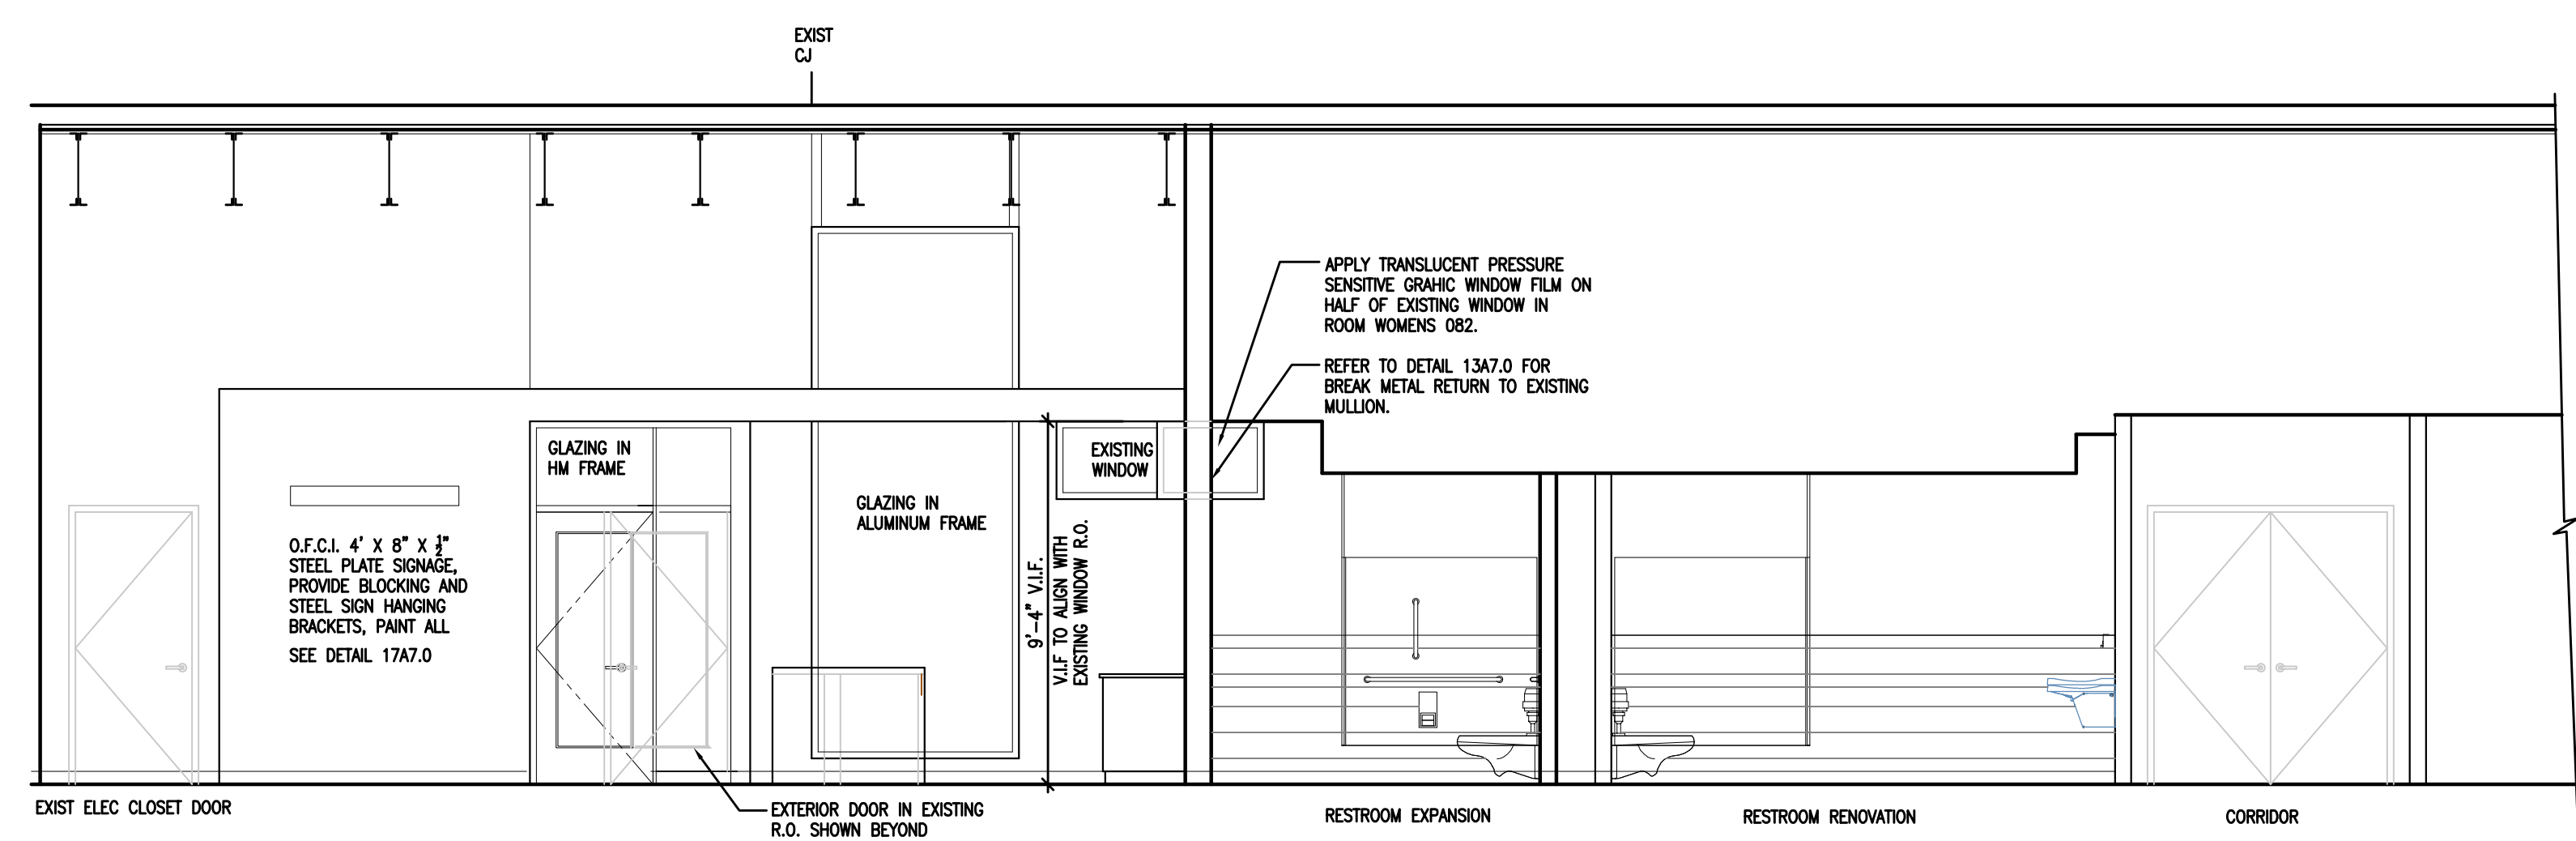 EXIST
CJ
APPLY TRANSLUCENT PRESSURE
SENSITIVE GRAHIC WINDOW FILM ON
HALF OF EXISTING WINDOW IN
ROOM WOMENS 082.
REFER TO DETAIL 13A7.0 FOR
BREAK METAL RETURN TO EXISTING
MULLION.
GLAZING IN
HM FRAME
EXISTING
WINDOW
GLAZING IN
ALUMINUM FRAME
O.F.C.I. 4' X 8" X ½"
STEEL PLATE SIGNAGE,
PROVIDE BLOCKING AND
STEEL SIGN HANGING
BRACKETS, PAINT ALL
SEE DETAIL 17A7.0
9'-4" V.I.F.
V.I.F TO ALIGN WITH
EXISTING WINDOW R.O.
EXIST ELEC CLOSET DOOR
EXTERIOR DOOR IN EXISTING
R.O. SHOWN BEYOND
RESTROOM EXPANSION
RESTROOM RENOVATION
CORRIDOR